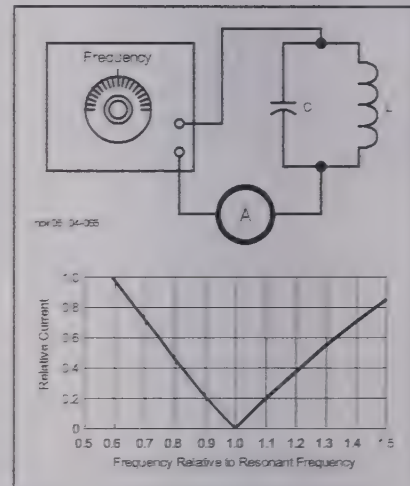 Frequency
C
L
A
Relative Current
1.0
0.8
0.6
0.4
0.2
0
0.5 0.6 0.7 0.8 0.9 1.0 1.1 1.2 1.3 1.4 1.5
Frequency Relative to Resonant Frequency